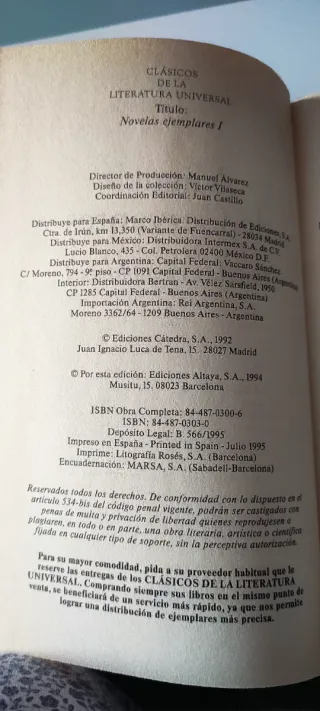 CLÁSICOS
DE LA
LITERATURA UNIVERSAL
Título:
Novelas ejemplares I
Director de Producción: Manuel Álvarez
Diseño de la colección: Víctor Vilaseca
Coordinación Editorial: Juan Castillo
Distribuye para España: Marco Ibérica. Distribución de Ediciones, S.A.
Ctra. de Irún, km 13,350 (Variante de Fuencarral) - 28034 Madrid
Distribuye para México: Distribuidora Intermex S.A. de C.V.
Lucio Blanco, 435 - Col. Petrolera 02400 México D.F.
Distribuye para Argentina: Capital Federal: Vaccaro Sánchez
C/ Moreno, 794 - 9º piso - CP 1091 Capital Federal - Buenos Aires (Argentina)
Interior: Distribuidora Bertran - Av. Vélez Sarsfield, 1950
CP 1285 Capital Federal - Buenos Aires (Argentina)
Importación Argentina: Rei Argentina, S.A.
Moreno 3362/64 - 1209 Buenos Aires - Argentina
© Ediciones Cátedra, S.A., 1992
Juan Ignacio Luca de Tena, 15. 28027 Madrid
© Por esta edición: Ediciones Altaya, S.A., 1994
Musitu, 15. 08023 Barcelona
ISBN Obra Completa: 84-487-0300-6
ISBN: 84-487-0303-0
Depósito Legal: B. 566/1995
Impreso en España - Printed in Spain - Julio 1995
Imprime: Litografía Rosés, S.A. (Barcelona)
Encuadernación: MARSA, S.A. (Sabadell-Barcelona)
Reservados todos los derechos. De conformidad con lo dispuesto en el
artículo 534-bis del código penal vigente, podrán ser castigados con
penas de multa y privación de libertad quienes reprodujesen o
plagiaren, en todo o en parte, una obra literaria, artística o científica
fijada en cualquier tipo de soporte, sin la perceptiva autorización.
Para su mayor comodidad, pida a su proveedor habitual que le
reserve las entregas de los CLÁSICOS DE LA LITERATURA
UNIVERSAL. Comprando siempre sus libros en el mismo punto de
venta, se beneficiará de un servicio más rápido, ya que nos permite
lograr una distribución de ejemplares más precisa.